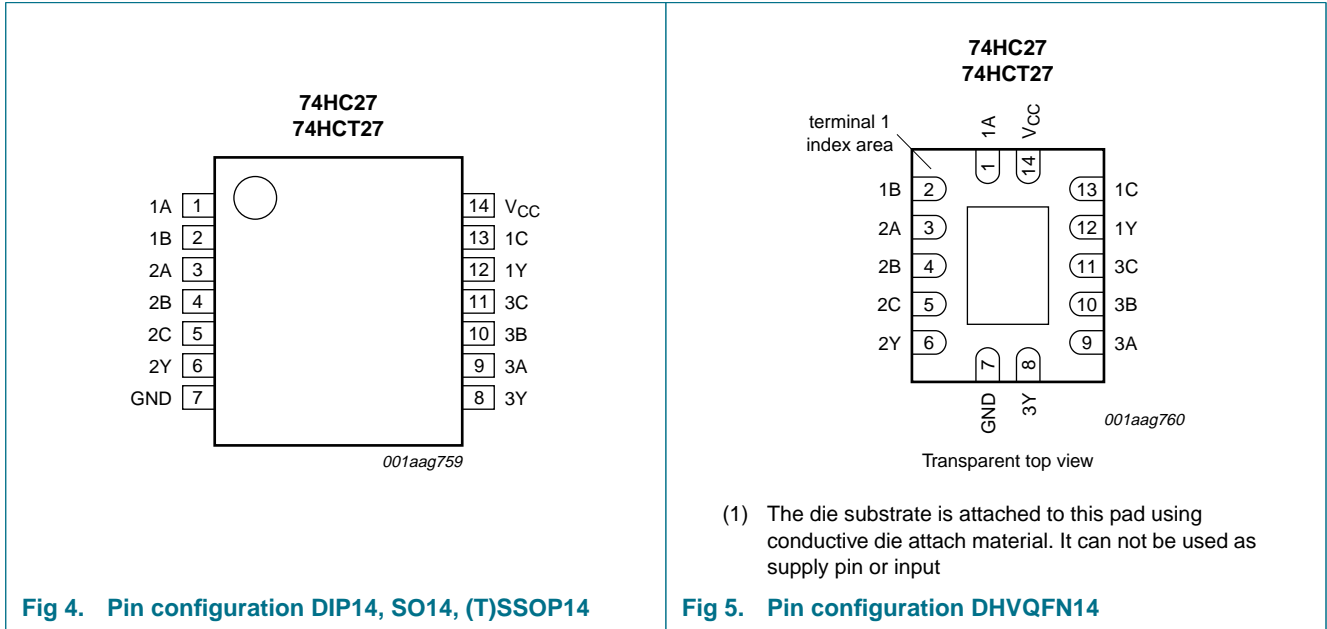 74HC27
74HCT27
1A 1
1B 2
2A 3
2B 4
2C 5
2Y 6
GND 7
14 VCC
13 1C
12 1Y
11 3C
10 3B
9 3A
8 3Y
001aag759
Fig 4. Pin configuration DIP14, SO14, (T)SSOP14
74HC27
74HCT27
terminal 1
index area
1A
VCC
1
14
1B 2
2A 3
2B 4
2C 5
2Y 6
13 1C
12 1Y
11 3C
10 3B
9 3A
7
8
GND
3Y
001aag760
Transparent top view
(1) The die substrate is attached to this pad using
conductive die attach material. It can not be used as
supply pin or input
Fig 5. Pin configuration DHVQFN14